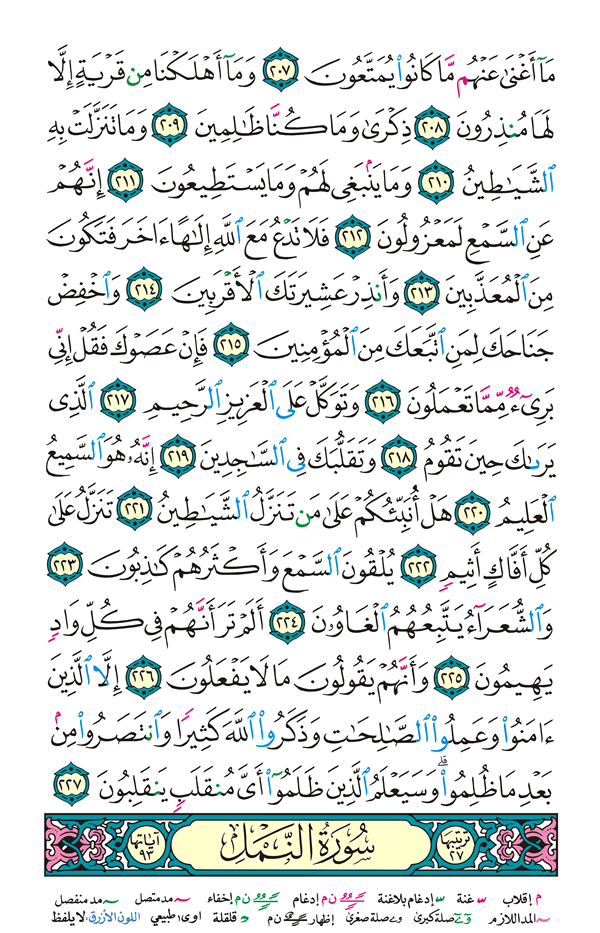 مَآ أَغْنَىٰ عَنْهُم مَّا كَانُوا۟ يُمَتَّعُونَ ٢٠٧ وَمَآ أَهْلَكْنَا مِن قَرْيَةٍ إِلَّا
لَهَا مُنذِرُونَ ٢٠٨ ذِكْرَىٰ وَمَا كُنَّا ظَـٰلِمِينَ ٢٠٩ وَمَا تَنَزَّلَتْ بِهِ
ٱلشَّيَـٰطِينُ ٢١٠ وَمَا يَنۢبَغِى لَهُمْ وَمَا يَسْتَطِيعُونَ ٢١١ إِنَّهُمْ
عَنِ ٱلسَّمْعِ لَمَعْزُولُونَ ٢١٢ فَلَا تَدْعُ مَعَ ٱللَّهِ إِلَـٰهًا ءَاخَرَ فَتَكُونَ
مِنَ ٱلْمُعَذَّبِينَ ٢١٣ وَأَنذِرْ عَشِيرَتَكَ ٱلْأَقْرَبِينَ ٢١٤ وَٱخْفِضْ
جَنَاحَكَ لِمَنِ ٱتَّبَعَكَ مِنَ ٱلْمُؤْمِنِينَ ٢١٥ فَإِنْ عَصَوْكَ فَقُلْ إِنِّى
بَرِىٓءٌ مِّمَّا تَعْمَلُونَ ٢١٦ وَتَوَكَّلْ عَلَى ٱلْعَزِيزِ ٱلرَّحِيمِ ٢١٧ ٱلَّذِى
يَرَىٰكَ حِينَ تَقُومُ ٢١٨ وَتَقَلُّبَكَ فِى ٱلسَّـٰجِدِينَ ٢١٩ إِنَّهُۥ هُوَ ٱلسَّمِيعُ
ٱلْعَلِيمُ ٢٢٠ هَلْ أُنَبِّئُكُمْ عَلَىٰ مَن تَنَزَّلُ ٱلشَّيَـٰطِينُ ٢٢١ تَنَزَّلُ عَلَىٰ
كُلِّ أَفَّاكٍ أَثِيمٍ ٢٢٢ يُلْقُونَ ٱلسَّمْعَ وَأَكْثَرُهُمْ كَـٰذِبُونَ ٢٢٣
وَٱلشُّعَرَآءُ يَتَّبِعُهُمُ ٱلْغَاوُۥنَ ٢٢٤ أَلَمْ تَرَ أَنَّهُمْ فِى كُلِّ وَادٍ
يَهِيمُونَ ٢٢٥ وَأَنَّهُمْ يَقُولُونَ مَا لَا يَفْعَلُونَ ٢٢٦ إِلَّا ٱلَّذِينَ
ءَامَنُوا۟ وَعَمِلُوا۟ ٱلصَّـٰلِحَـٰتِ وَذَكَرُوا۟ ٱللَّهَ كَثِيرًا وَٱنتَصَرُوا۟ مِنۢ
بَعْدِ مَا ظُلِمُوا۟ ۗ وَسَيَعْلَمُ ٱلَّذِينَ ظَلَمُوٓا۟ أَىَّ مُنقَلَبٍ يَنقَلِبُونَ ٢٢٧
ترتيبها ٢٧ سُورَةُ النَّمْلِ آياتها ٩٣
م إقلاب غنة إدغام بلاغنة ن م إدغام ن م إخفاء مد متصل مد منفصل
المد اللازم صلة كبرى صلة صغرى إظهار ن م قلقلة اوى طبيعي اللون الأزرق: لا يلفظ